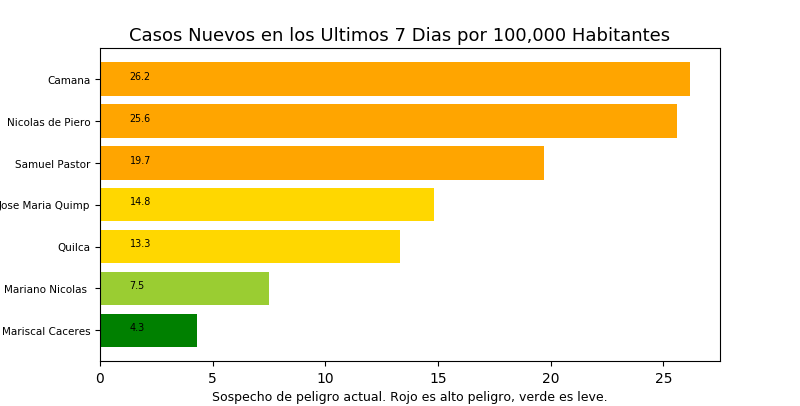 Casos Nuevos en los Ultimos 7 Dias por 100,000 Habitantes
Camana 26.2
Nicolas de Piero 25.6
Samuel Pastor 19.7
Jose Maria Quimp 14.8
Quilca 13.3
Mariano Nicolas 7.5
Mariscal Caceres 4.3
0 5 10 15 20 25
Sospecho de peligro actual. Rojo es alto peligro, verde es leve.